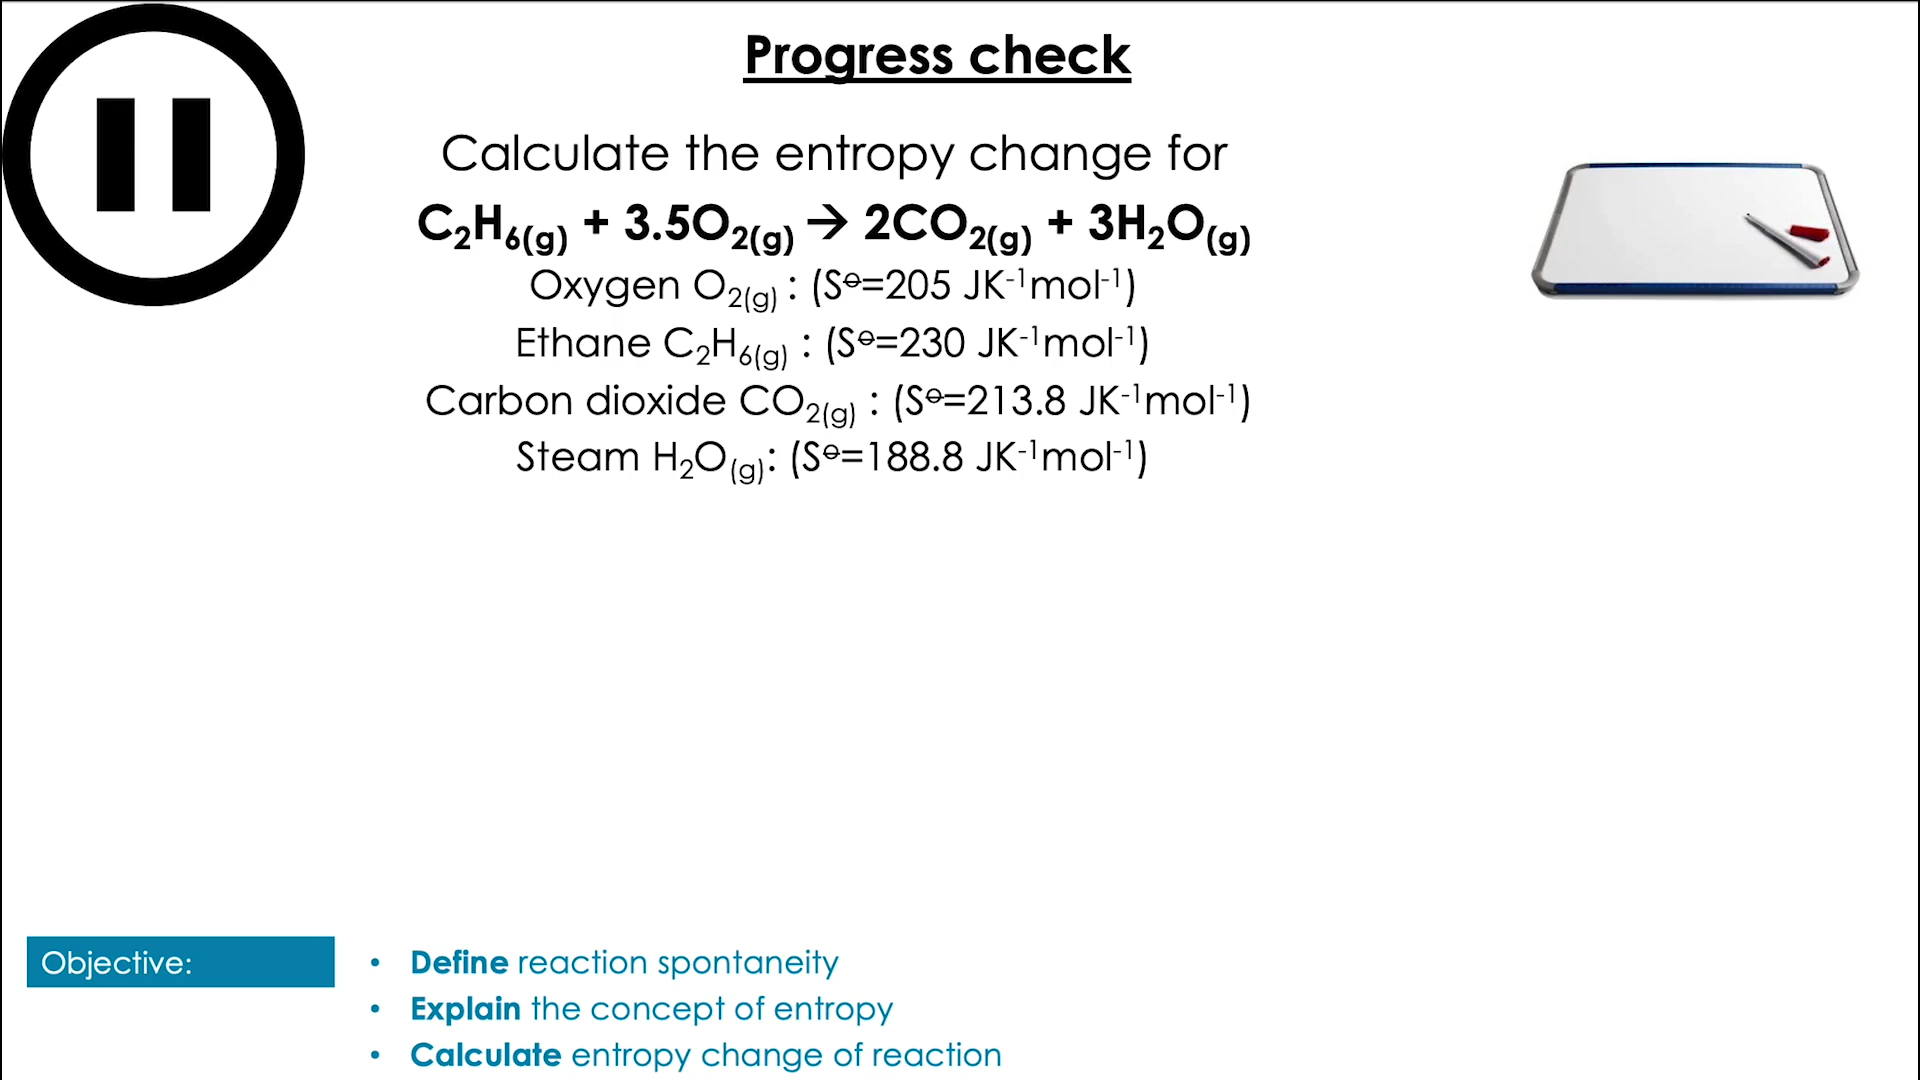 Progress check
Calculate the entropy change for
C₂H₆(g) + 3.5O₂(g) → 2CO₂(g) + 3H₂O(g)
Oxygen O₂(g) : (S⦵=205 JK⁻¹mol⁻¹)
Ethane C₂H₆(g) : (S⦵=230 JK⁻¹mol⁻¹)
Carbon dioxide CO₂(g) : (S⦵=213.8 JK⁻¹mol⁻¹)
Steam H₂O(g): (S⦵=188.8 JK⁻¹mol⁻¹)
Objective:
• Define reaction spontaneity
• Explain the concept of entropy
• Calculate entropy change of reaction